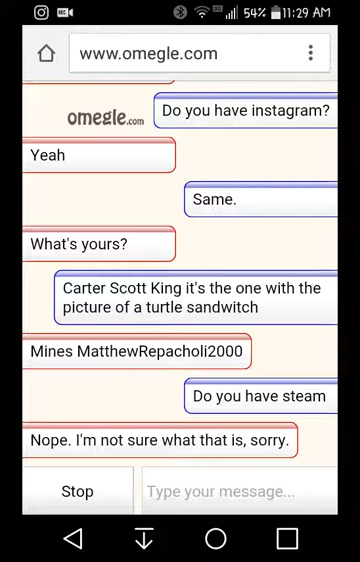 54% 11:29 AM
www.omegle.com
omegle.com
Do you have instagram?
Yeah
Same.
What's yours?
Carter Scott King it's the one with the
picture of a turtle sandwitch
Mines MatthewRepacholi2000
Do you have steam
Nope. I'm not sure what that is, sorry.
Stop
Type your message...